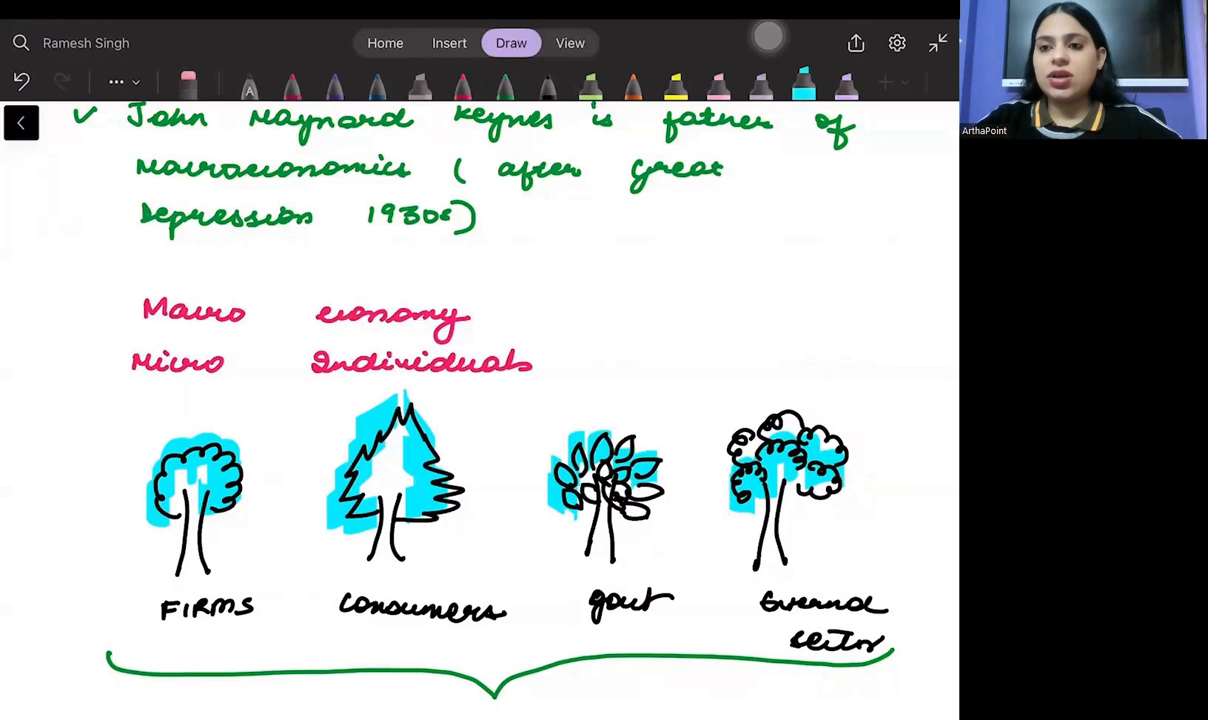 Ramesh Singh
Home Insert Draw View
A
ArthaPoint
✓ John Maynard Keynes is father of
Macroeconomics ( after Great
Depression 1930s)
Macro economy
Micro Individuals
FIRMS consumers govt External
sector